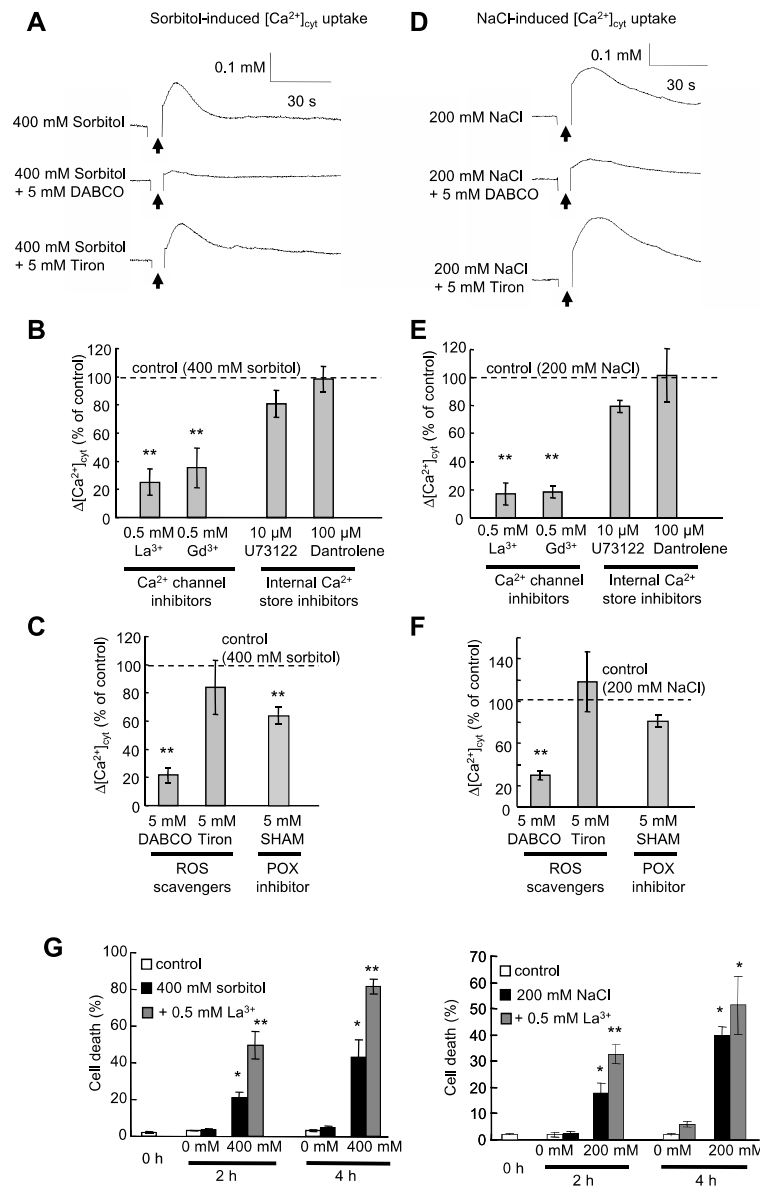 A
Sorbitol-induced [Ca²⁺]cyt uptake
0.1 mM
30 s
400 mM Sorbitol
400 mM Sorbitol
+ 5 mM DABCO
400 mM Sorbitol
+ 5 mM Tiron
D
NaCl-induced [Ca²⁺]cyt uptake
0.1 mM
30 s
200 mM NaCl
200 mM NaCl
+ 5 mM DABCO
200 mM NaCl
+ 5 mM Tiron
B
Δ[Ca²⁺]cyt (% of control)
120
100
80
60
40
20
0
control (400 mM sorbitol)
** **
0.5 mM 0.5 mM 10 µM 100 µM
La³⁺ Gd³⁺ U73122 Dantrolene
Ca²⁺ channel
inhibitors
Internal Ca²⁺
store inhibitors
E
Δ[Ca²⁺]cyt (% of control)
120
100
80
60
40
20
0
control (200 mM NaCl)
** **
0.5 mM 0.5 mM 10 µM 100 µM
La³⁺ Gd³⁺ U73122 Dantrolene
Ca²⁺ channel
inhibitors
Internal Ca²⁺
store inhibitors
C
Δ[Ca²⁺]cyt (% of control)
120
100
80
60
40
20
0
control
(400 mM sorbitol)
** **
5 mM 5 mM 5 mM
DABCO Tiron SHAM
ROS
scavengers
POX
inhibitor
F
Δ[Ca²⁺]cyt (% of control)
140
100
80
60
40
20
0
control
(200 mM NaCl)
**
5 mM 5 mM 5 mM
DABCO Tiron SHAM
ROS
scavengers
POX
inhibitor
G
Cell death (%)
100
80
60
40
20
0
control
400 mM sorbitol
+ 0.5 mM La³⁺
* ** * **
0 h
0 mM 400 mM 0 mM 400 mM
2 h 4 h
Cell death (%)
70
60
50
40
30
20
10
0
control
200 mM NaCl
+ 0.5 mM La³⁺
* ** * *
0 h
0 mM 200 mM 0 mM 200 mM
2 h 4 h